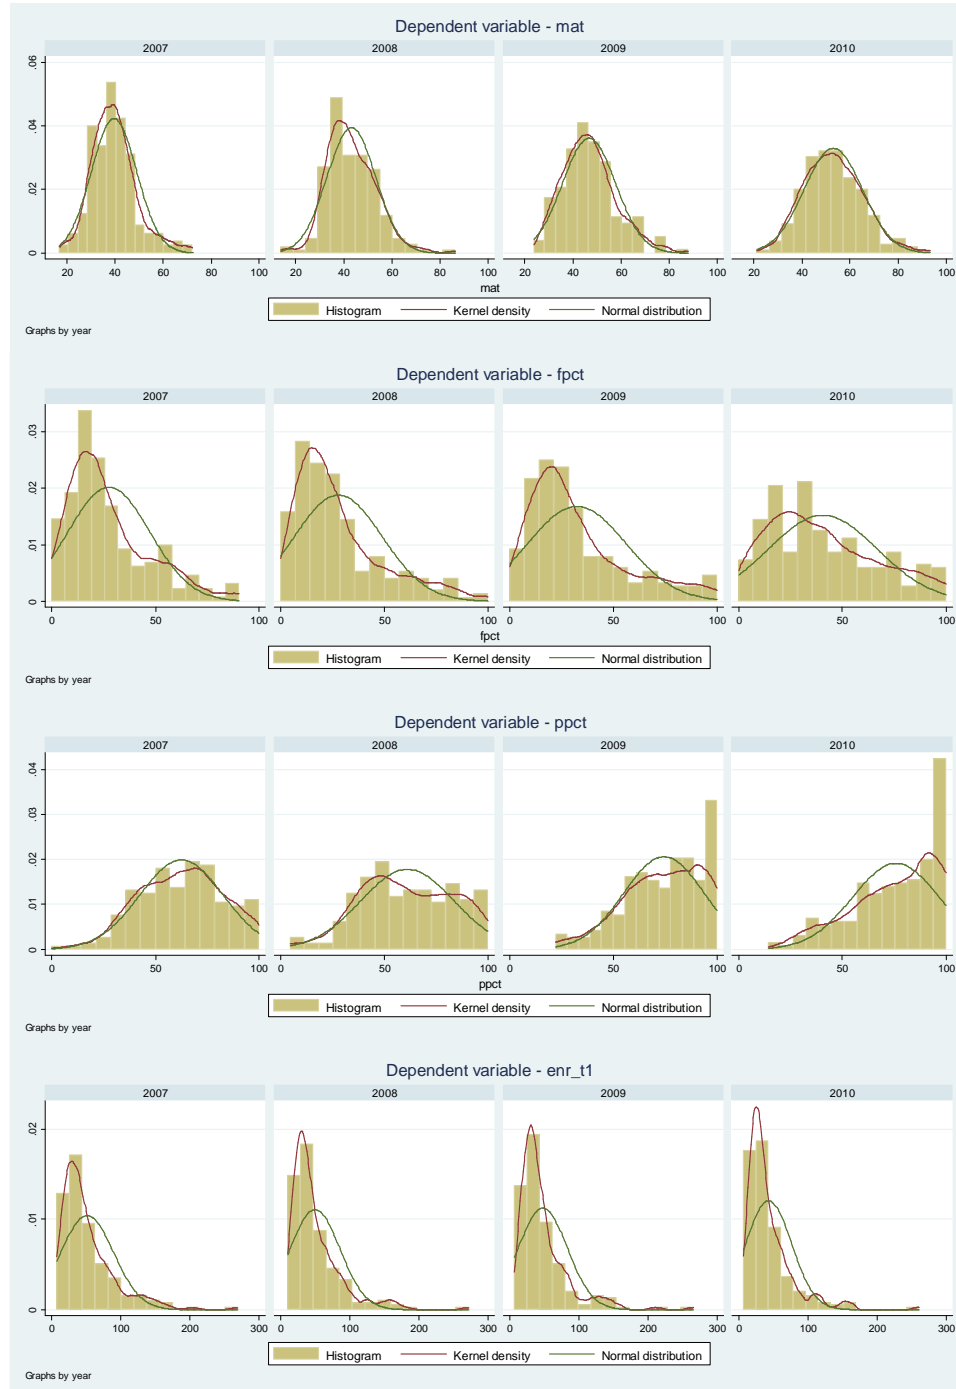 Dependent variable - mat
2007 2008 2009 2010
.06
.04
.02
0
20 40 60 80 100 20 40 60 80 100 20 40 60 80 100 20 40 60 80 100
mat
Histogram Kernel density Normal distribution
Graphs by year
Dependent variable - fpct
2007 2008 2009 2010
.03
.02
.01
0
0 50 100 0 50 100 0 50 100 0 50 100
fpct
Histogram Kernel density Normal distribution
Graphs by year
Dependent variable - ppct
2007 2008 2009 2010
.04
.03
.02
.01
0
0 50 100 0 50 100 0 50 100 0 50 100
ppct
Histogram Kernel density Normal distribution
Graphs by year
Dependent variable - enr_t1
2007 2008 2009 2010
.02
.01
0
0 100 200 300 0 100 200 300 0 100 200 300 0 100 200 300
Histogram Kernel density Normal distribution
Graphs by year